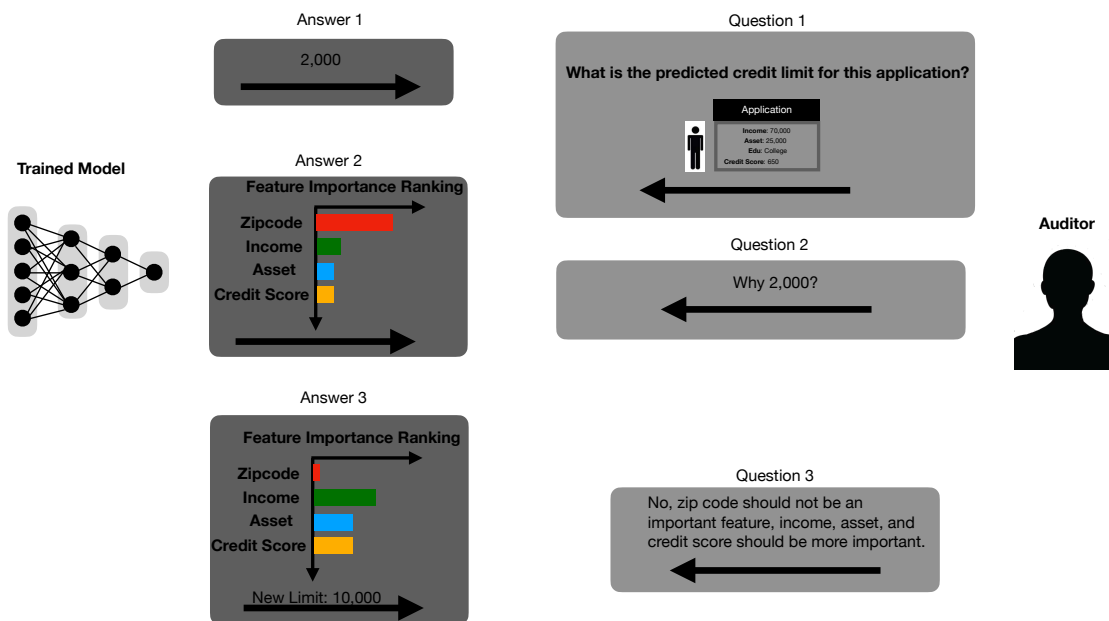 Answer 1
Question 1
2,000
What is the predicted credit limit for this application?
Application
Income: 70,000
Asset: 25,000
Edu: College
Credit Score: 650
Trained Model
Answer 2
Feature Importance Ranking
Zipcode
Income
Asset
Credit Score
Auditor
Question 2
Why 2,000?
Answer 3
Feature Importance Ranking
Zipcode
Income
Asset
Credit Score
New Limit: 10,000
Question 3
No, zip code should not be an
important feature, income, asset, and
credit score should be more important.